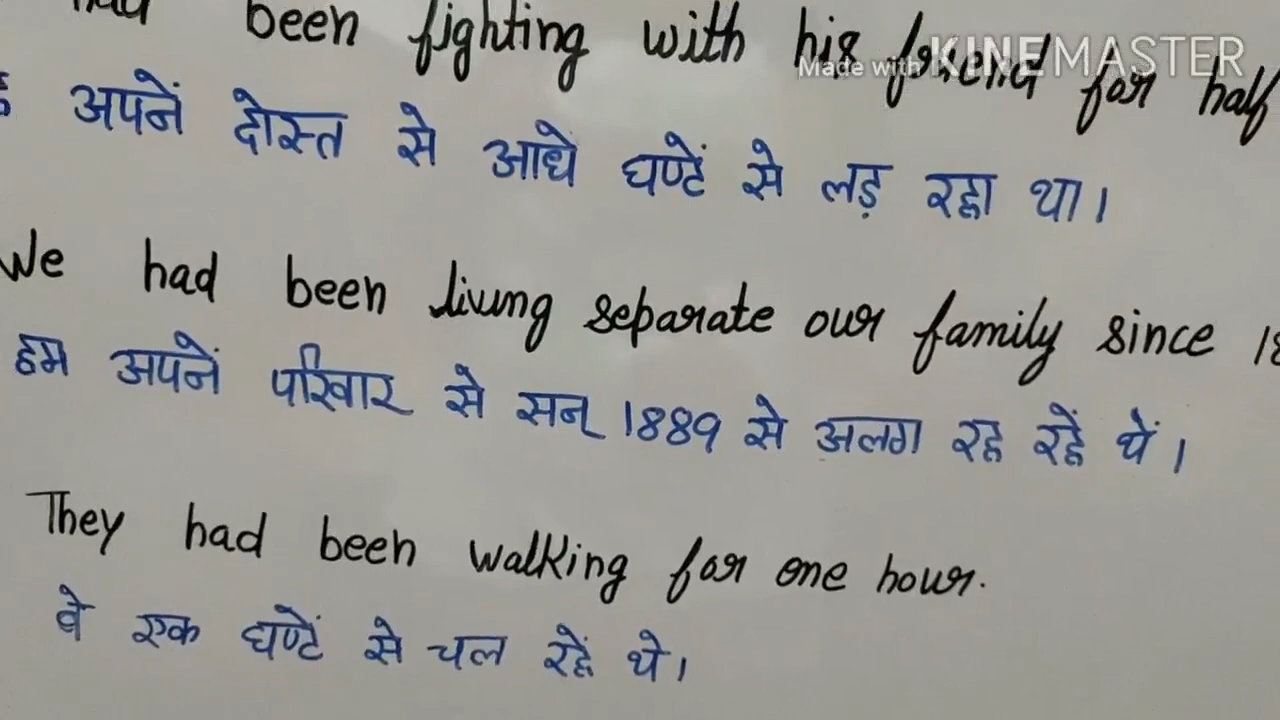 had been fighting with his friend for half
अपनें दोस्त से आधे घण्टें से लड़ रहा था।
Made with KINEMASTER
We had been living separate our family since 18
हम अपनें परिवार से सन् 1889 से अलग रह रहें थें।
They had been walking for one hour.
वे एक घण्टें से चल रहें थे।